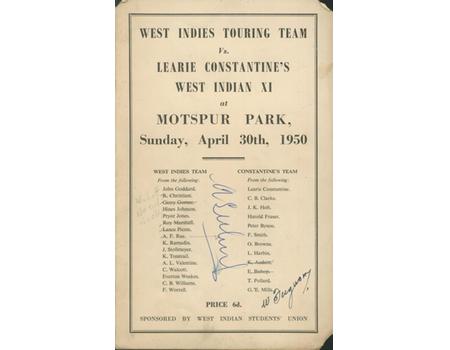 WEST INDIES TOURING TEAM
Vs.
LEARIE CONSTANTINE'S
WEST INDIAN XI
at
MOTSPUR PARK,
Sunday, April 30th, 1950
WEST INDIES TEAM
From the following:
John Goddard.
R. Christiani.
Gerry Gomez.
Hines Johnson.
Pryor Jones.
Roy Marshall.
Lance Pierre.
A. F. Rae.
K. Ramadin.
J. Stollmeyer.
K. Trestrail.
A. L. Valentine.
C. Walcott.
Everton Weekes.
C. B. Williams.
F. Worrell.
CONSTANTINE'S TEAM
From the following:
Learie Constantine.
C. B. Clarke.
J. K. Holt.
Harold Fraser.
Peter Bynoe.
F. Smith.
O. Browne.
L. Harbin.
T. Pollard.
G. E. Mills.
W Ferguson
PRICE 6d.
SPONSORED BY WEST INDIAN STUDENTS' UNION